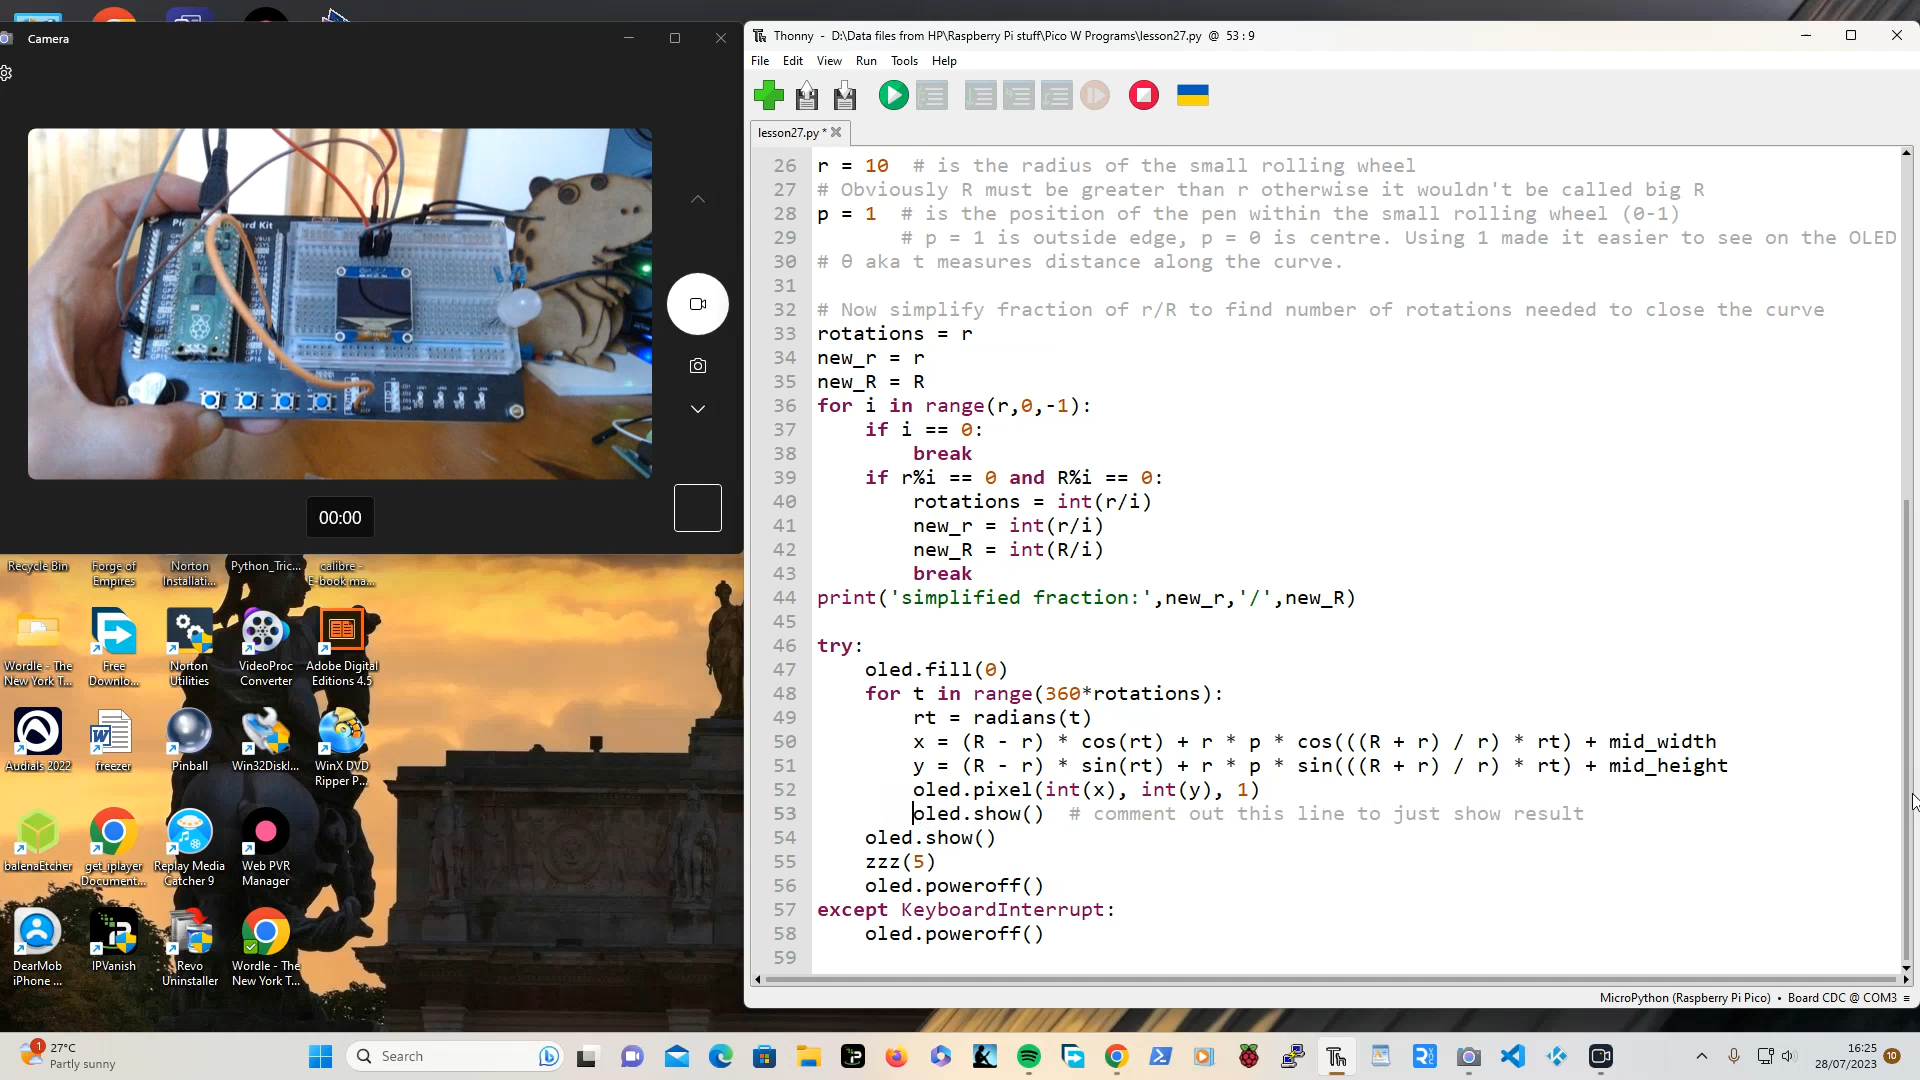 Camera
00:00
Recycle Bin
Forge of
Empires
Norton
Installati...
Python_Tric...
calibre -
E-book ma...
Wordle - The
New York T...
Free
Downlo...
Norton
Utilities
VideoProc
Converter
Adobe Digital
Editions 4.5
Audials 2022
freezer
Pinball
Win32Diskl...
WinX DVD
Ripper P...
balenaEtcher
get_iplayer
Document...
Replay Media
Catcher 9
Web PVR
Manager
DearMob
iPhone ...
IPVanish
Revo
Uninstaller
Wordle - The
New York T...
Thonny - D:\Data files from HP\Raspberry Pi stuff\Pico W Programs\lesson27.py @ 53 : 9
File Edit View Run Tools Help
lesson27.py *
26 r = 10 # is the radius of the small rolling wheel
27 # Obviously R must be greater than r otherwise it wouldn't be called big R
28 p = 1 # is the position of the pen within the small rolling wheel (0-1)
29 # p = 1 is outside edge, p = 0 is centre. Using 1 made it easier to see on the OLED
30 # θ aka t measures distance along the curve.
31
32 # Now simplify fraction of r/R to find number of rotations needed to close the curve
33 rotations = r
34 new_r = r
35 new_R = R
36 for i in range(r,0,-1):
37 if i == 0:
38 break
39 if r%i == 0 and R%i == 0:
40 rotations = int(r/i)
41 new_r = int(r/i)
42 new_R = int(R/i)
43 break
44 print('simplified fraction:',new_r,'/',new_R)
45
46 try:
47 oled.fill(0)
48 for t in range(360*rotations):
49 rt = radians(t)
50 x = (R - r) * cos(rt) + r * p * cos(((R + r) / r) * rt) + mid_width
51 y = (R - r) * sin(rt) + r * p * sin(((R + r) / r) * rt) + mid_height
52 oled.pixel(int(x), int(y), 1)
53 oled.show() # comment out this line to just show result
54 oled.show()
55 zzz(5)
56 oled.poweroff()
57 except KeyboardInterrupt:
58 oled.poweroff()
59
MicroPython (Raspberry Pi Pico) • Board CDC @ COM3 ≡
1
27°C
Partly sunny
Search
16:25
28/07/2023
10